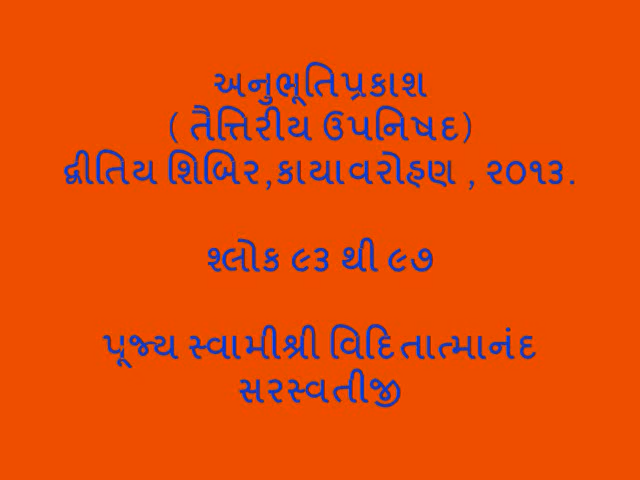 અનુભૂતિપ્રકાશ
( તૈત્તિરીય ઉપનિષદ)
દ્વીતિય શિબિર,કાયાવરોહણ , ૨૦૧૩.
શ્લોક ૯૩ થી ૯૭
પૂજ્ય સ્વામીશ્રી વિદિતાત્માનંદ
સરસ્વતીજી